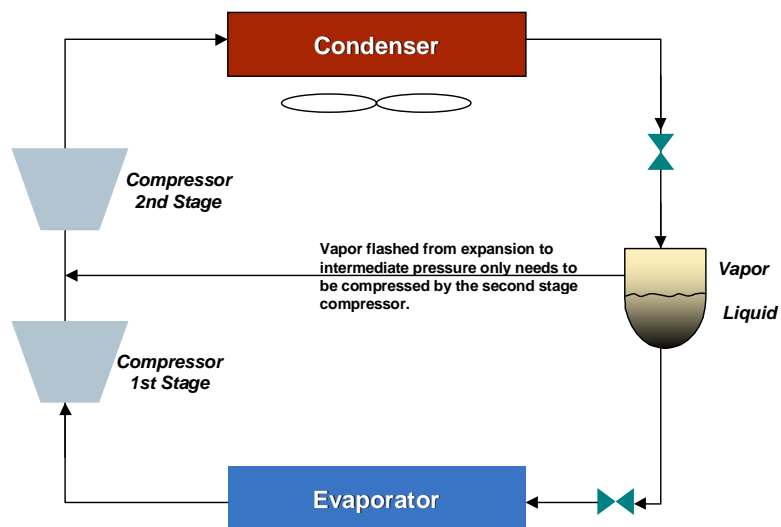 Condenser
Compressor
2nd Stage
Vapor flashed from expansion to
intermediate pressure only needs to
be compressed by the second stage
compressor.
Vapor
Liquid
Compressor
1st Stage
Evaporator